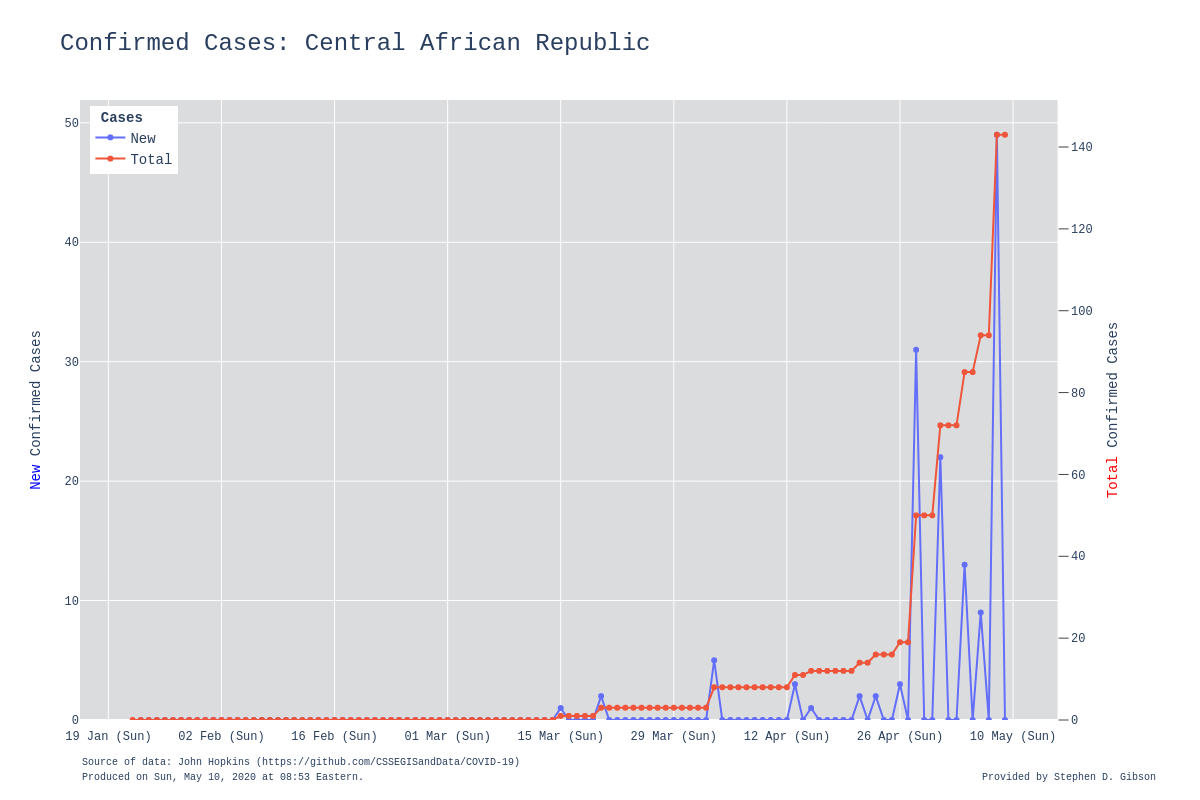 Confirmed Cases: Central African Republic
Cases
New
Total
50
40
30
20
10
0
New Confirmed Cases
140
120
100
80
60
40
20
0
Total Confirmed Cases
19 Jan (Sun) 02 Feb (Sun) 16 Feb (Sun) 01 Mar (Sun) 15 Mar (Sun) 29 Mar (Sun) 12 Apr (Sun) 26 Apr (Sun) 10 May (Sun)
Source of data: John Hopkins (https://github.com/CSSEGISandData/COVID-19)
Produced on Sun, May 10, 2020 at 08:53 Eastern.
Provided by Stephen D. Gibson